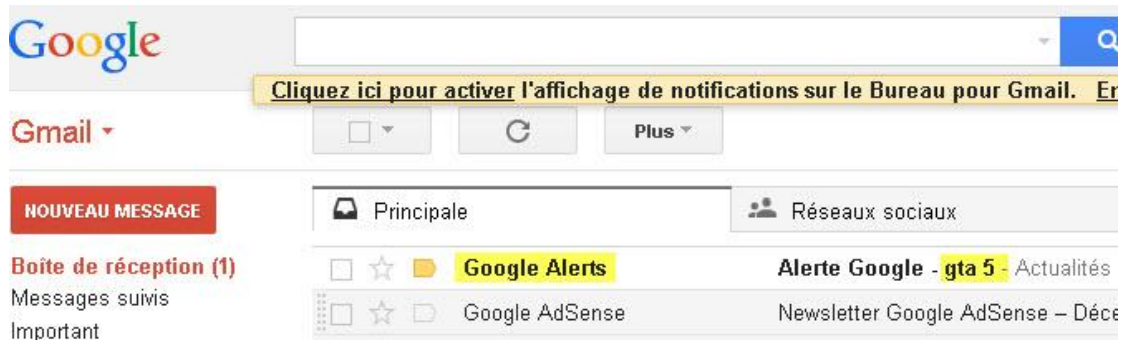 Google
Cliquez ici pour activer l'affichage de notifications sur le Bureau pour Gmail.
Gmail
Plus
NOUVEAU MESSAGE
Principale
Réseaux sociaux
Boîte de réception (1)
Google Alerts
Alerte Google - gta 5 - Actualités
Messages suivis
Google AdSense
Newsletter Google AdSense –
Important